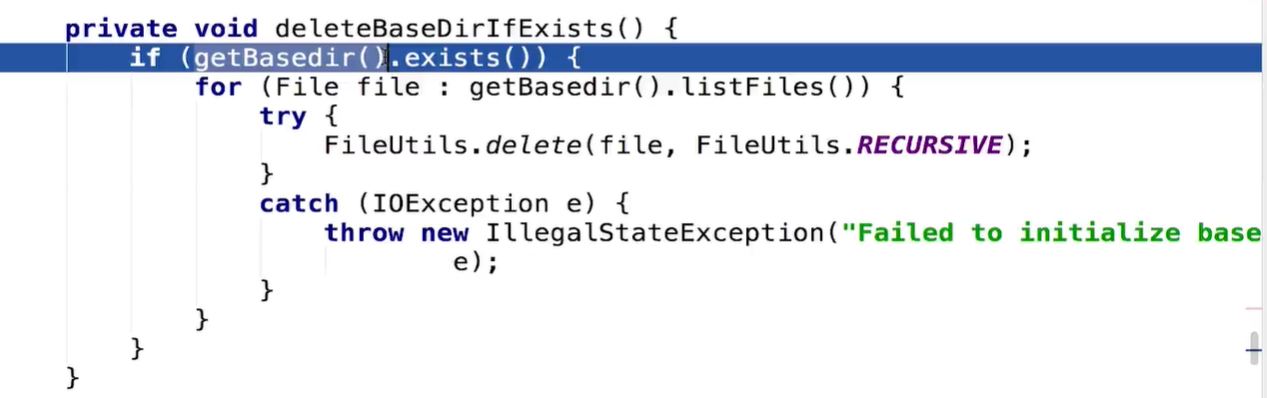 private void deleteBaseDirIfExists() {
if (getBasedir().exists()) {
for (File file : getBasedir().listFiles()) {
try {
FileUtils.delete(file, FileUtils.RECURSIVE);
}
catch (IOException e) {
throw new IllegalStateException("Failed to initialize base
e);
}
}
}
}